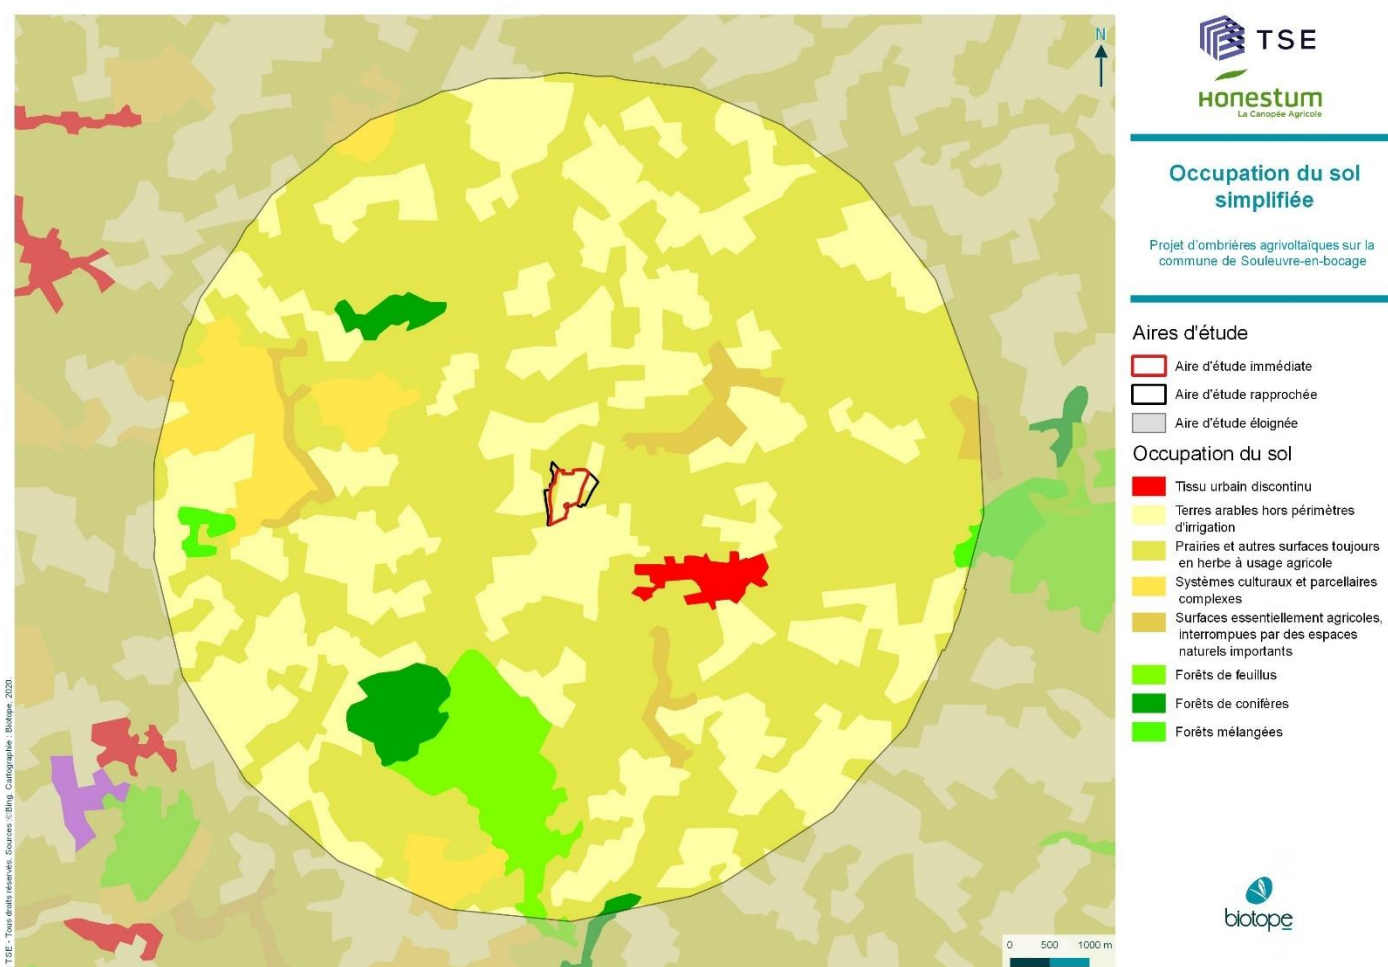 N
TSE
HONESTUM
La Canopée Agricole
Occupation du sol
simplifiée
Projet d'ombrières agrivoltaïques sur la
commune de Souleuvre-en-bocage
Aires d'étude
Aire d'étude immédiate
Aire d'étude rapprochée
Aire d'étude éloignée
Occupation du sol
Tissu urbain discontinu
Terres arables hors périmètres
d'irrigation
Prairies et autres surfaces toujours
en herbe à usage agricole
Systèmes culturaux et parcellaires
complexes
Surfaces essentiellement agricoles,
interrompues par des espaces
naturels importants
Forêts de feuillus
Forêts de conifères
Forêts mélangées
biotope
0 500 1000 m
TSE - Tous droits réservés. Sources :©Bing, Cartographie : Biotope, 2020.